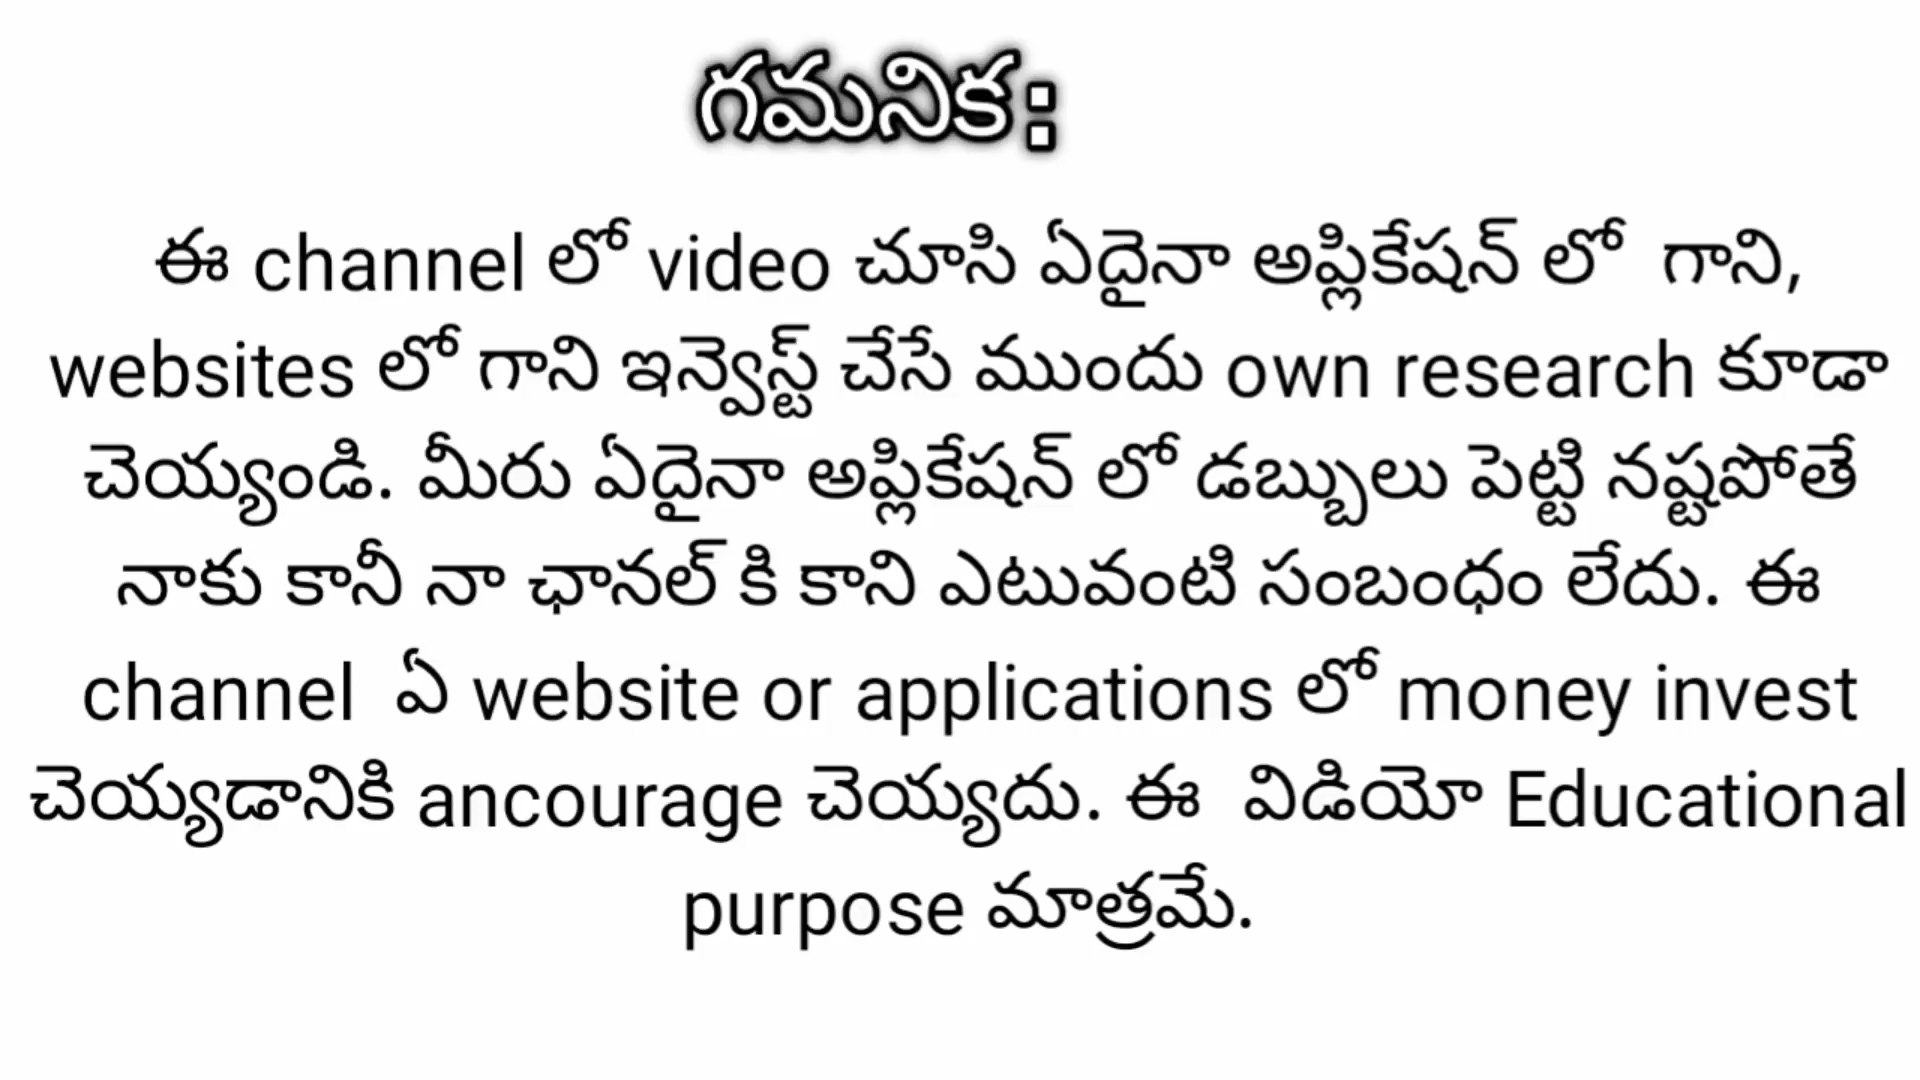 గమనిక:
ఈ channel లో video చూసి ఏదైనా అప్లికేషన్ లో గాని,
websites లో గాని ఇన్వెస్ట్ చేసే ముందు own research కూడా
చెయ్యండి. మీరు ఏదైనా అప్లికేషన్ లో డబ్బులు పెట్టి నష్టపోతే
నాకు కానీ నా ఛానల్ కి కాని ఎటువంటి సంబంధం లేదు. ఈ
channel ఏ website or applications లో money invest
చెయ్యడానికి ancourage చెయ్యదు. ఈ విడియో Educational
purpose మాత్రమే.